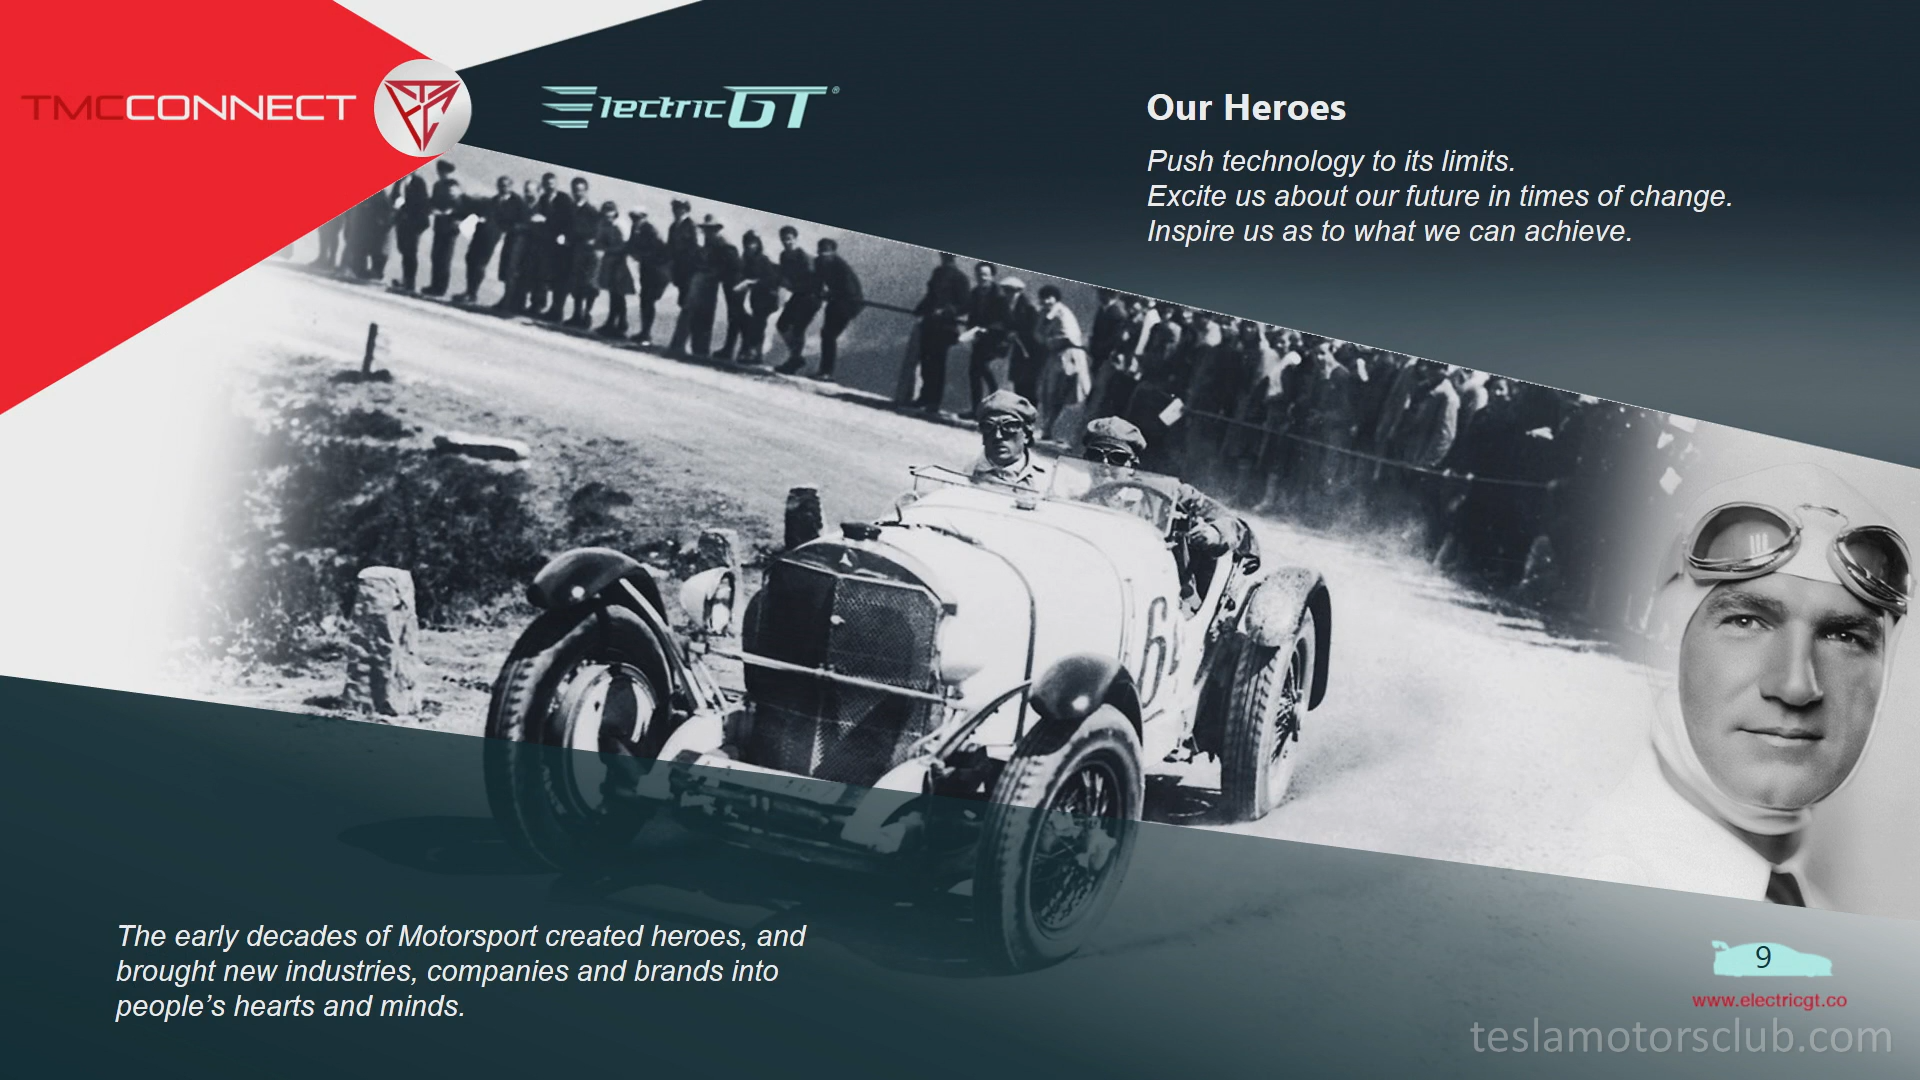 TMCCONNECT
ElectricGT®
Our Heroes
Push technology to its limits.
Excite us about our future in times of change.
Inspire us as to what we can achieve.
The early decades of Motorsport created heroes, and
brought new industries, companies and brands into
people’s hearts and minds.
9
www.electricgt.co
teslamotorsclub.com